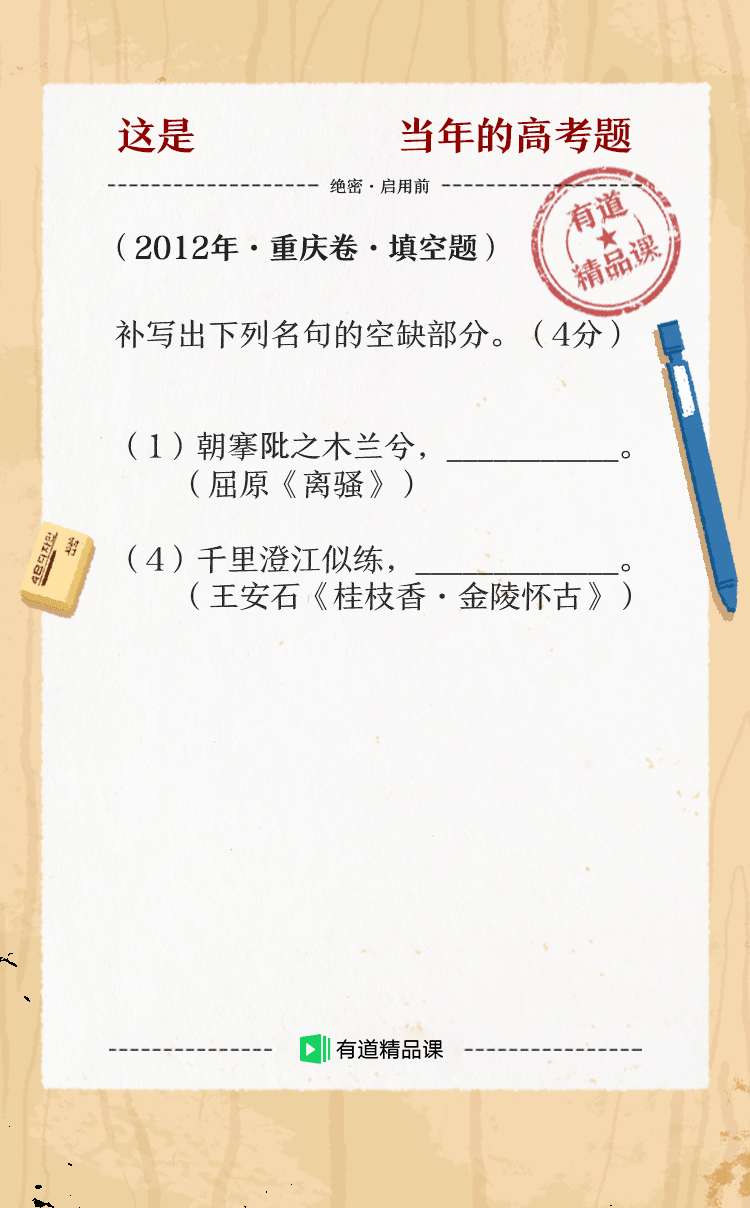 这是 当年的高考题
绝密·启用前
有道
精品课
（2012年·重庆卷·填空题）
补写出下列名句的空缺部分。（4分）
（1）朝搴阰之木兰兮，___________。
（屈原《离骚》）
（4）千里澄江似练，_____________。
（王安石《桂枝香·金陵怀古》）
有道精品课